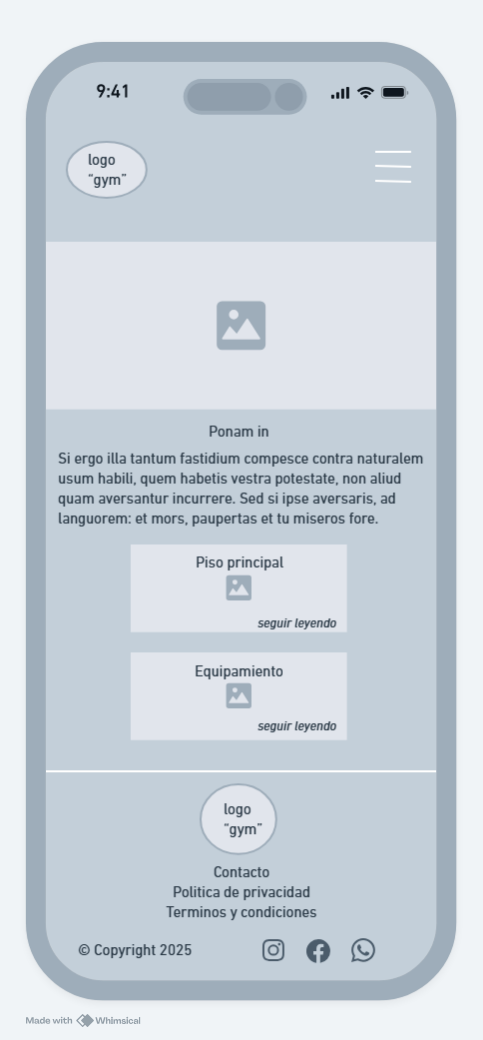 9:41
logo
“gym”
Ponam in
Si ergo illa tantum fastidium compesce contra naturalem
usum habili, quem habetis vestra potestate, non aliud
quam aversantur incurrere. Sed si ipse aversaris, ad
languorem: et mors, paupertas et tu miseros fore.
Piso principal
seguir leyendo
Equipamiento
seguir leyendo
logo
“gym”
Contacto
Politica de privacidad
Terminos y condiciones
© Copyright 2025
Made with Whimsical